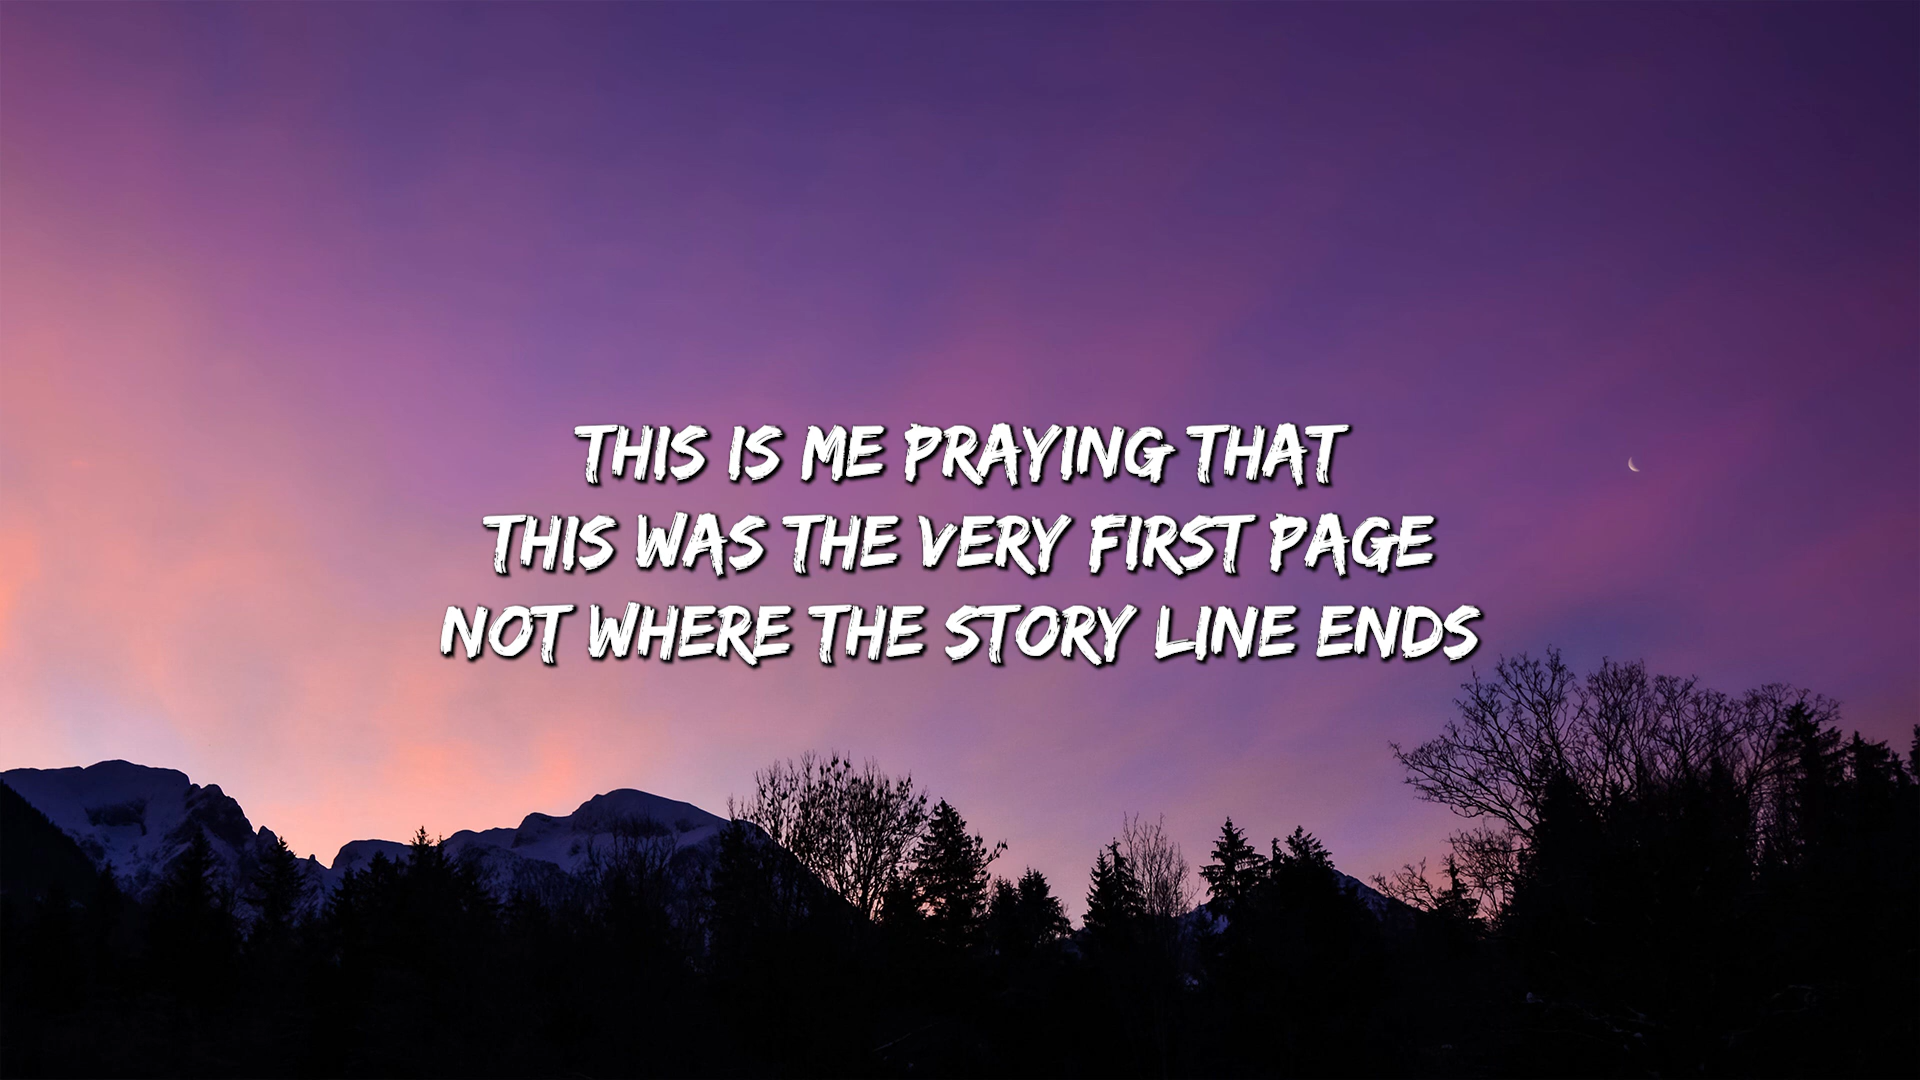 THIS IS ME PRAYING THAT
THIS WAS THE VERY FIRST PAGE
NOT WHERE THE STORY LINE ENDS